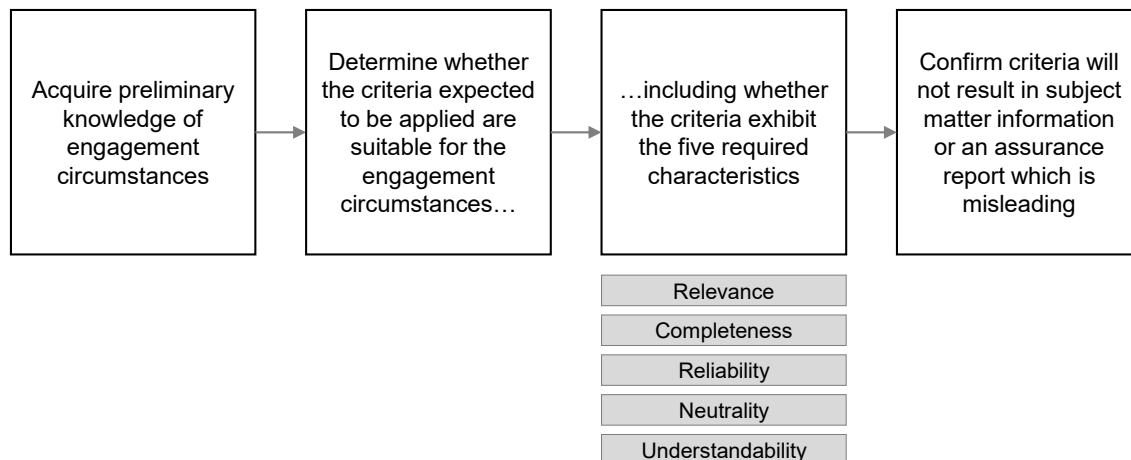 Acquire preliminary
knowledge of
engagement
circumstances
Determine whether
the criteria expected
to be applied are
suitable for the
engagement
circumstances…
…including whether
the criteria exhibit
the five required
characteristics
Confirm criteria will
not result in subject
matter information
or an assurance
report which is
misleading
Relevance
Completeness
Reliability
Neutrality
Understandability